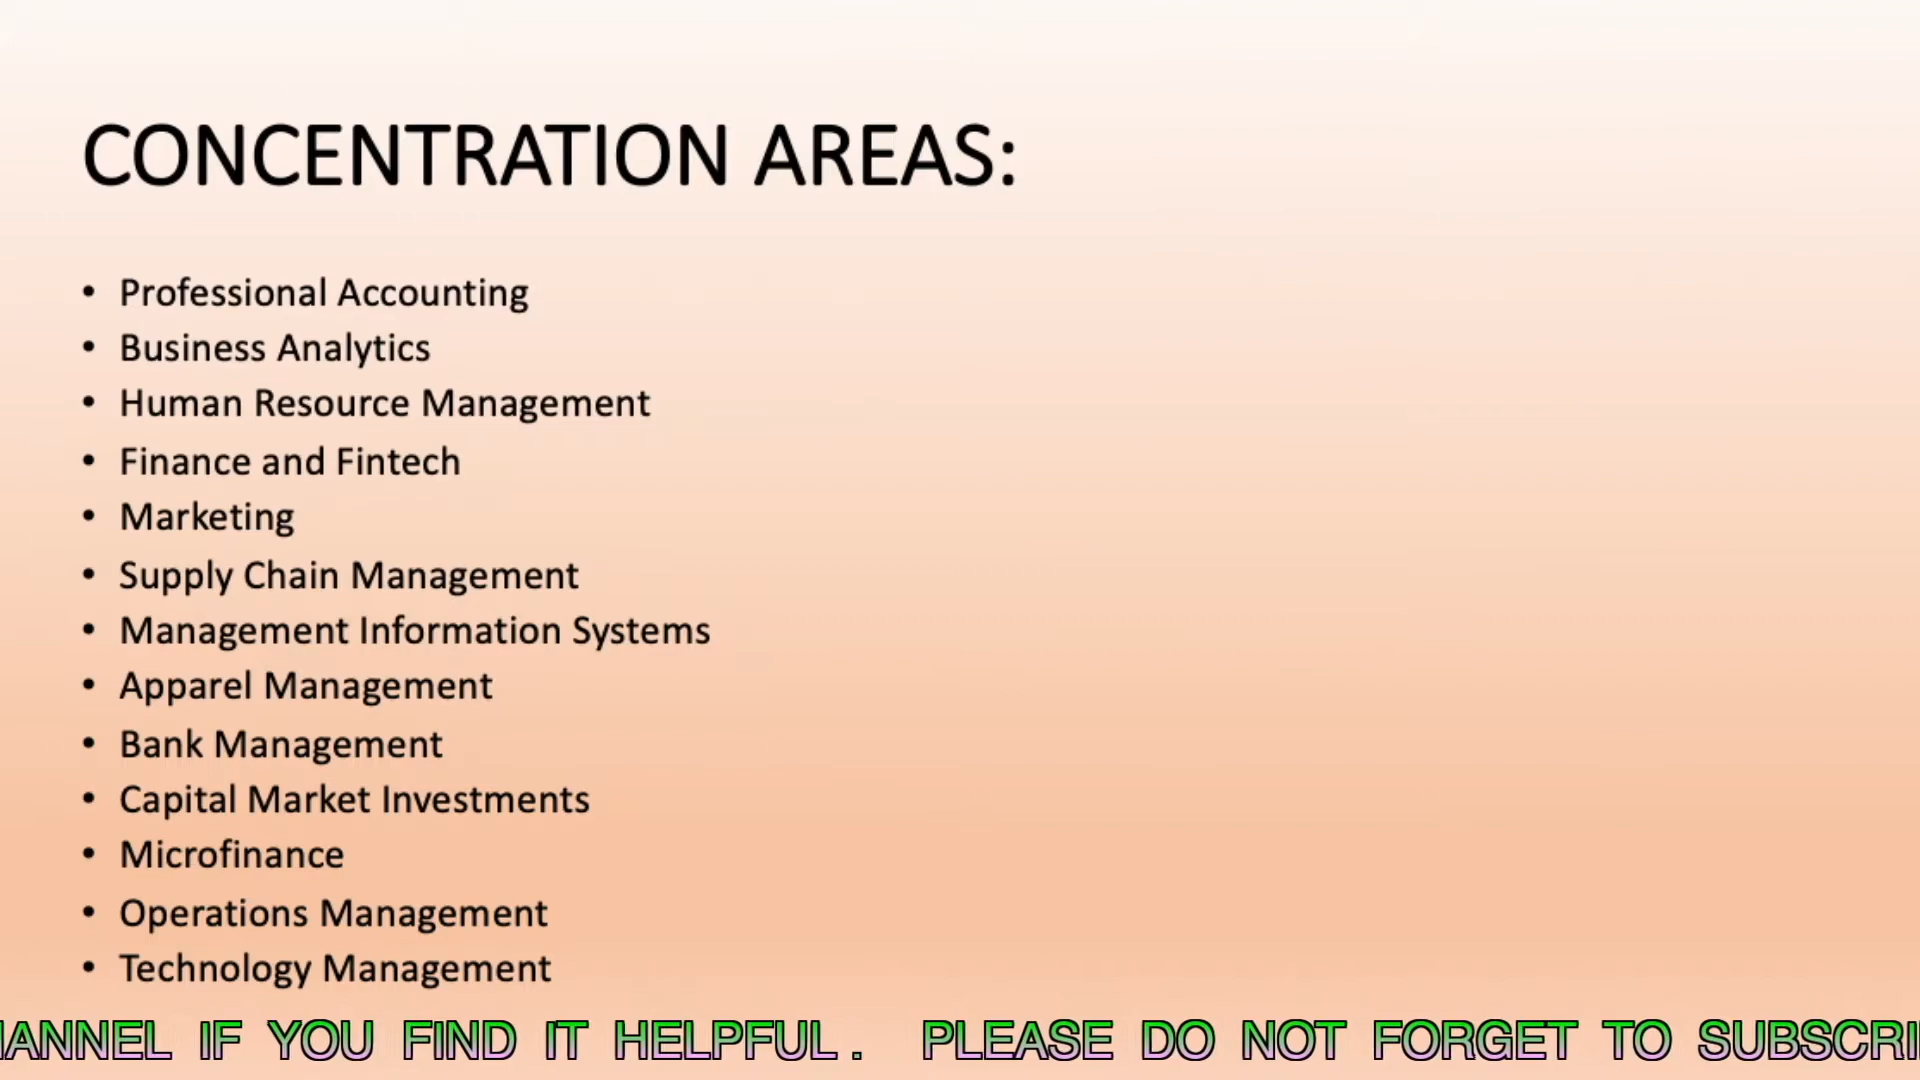 CONCENTRATION AREAS:
• Professional Accounting
• Business Analytics
• Human Resource Management
• Finance and Fintech
• Marketing
• Supply Chain Management
• Management Information Systems
• Apparel Management
• Bank Management
• Capital Market Investments
• Microfinance
• Operations Management
• Technology Management
HANNEL IF YOU FIND IT HELPFUL. PLEASE DO NOT FORGET TO SUBSCRI